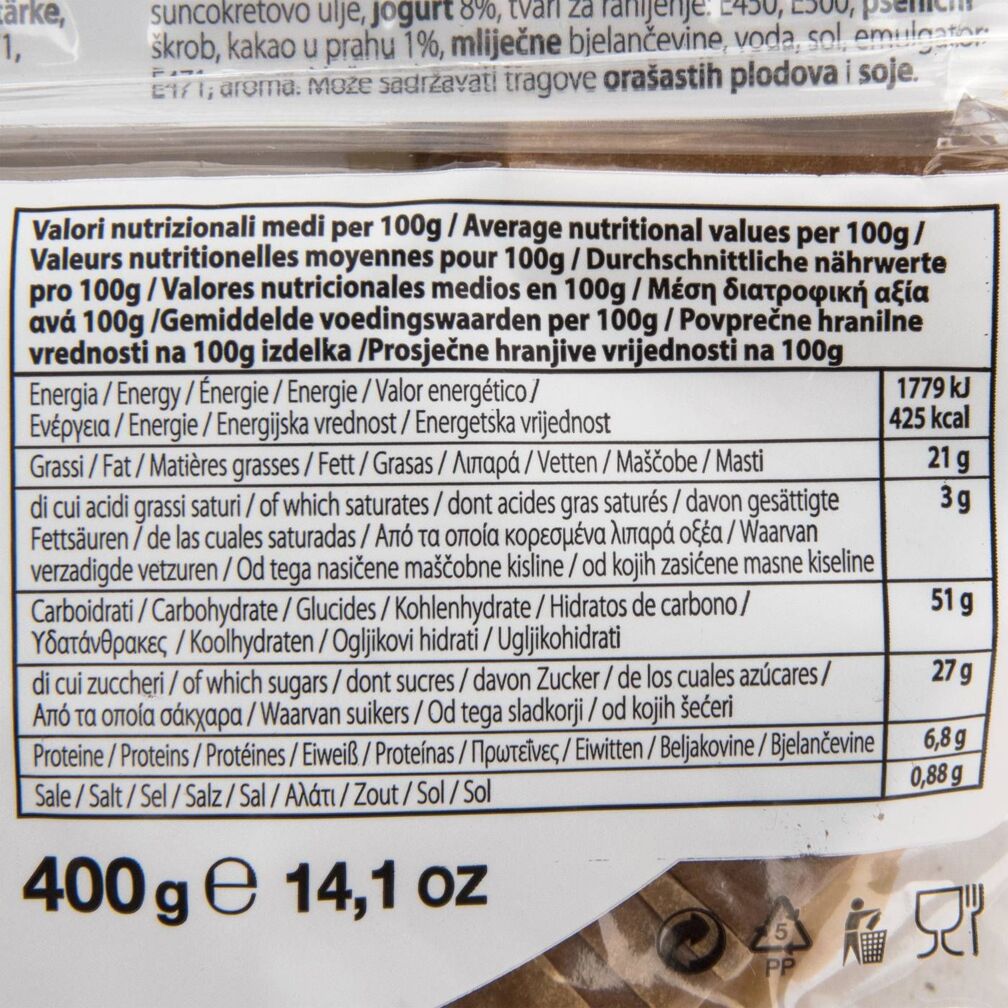 ärke,
suncokretovo ulje, jogurt 8%, tvari za rahljenje: E450, E500, pšenični
1,
škrob, kakao u prahu 1%, mliječne bjelančevine, voda, sol, emulgator:
E471, aroma. Može sadržavati tragove orašastih plodova i soje.
Valori nutrizionali medi per 100g / Average nutritional values per 100g /
Valeurs nutritionelles moyennes pour 100g / Durchschnittliche nährwerte
pro 100g / Valores nutricionales medios en 100g / Μέση διατροφική αξία
ανά 100g /Gemiddelde voedingswaarden per 100g / Povprečne hranilne
vrednosti na 100g izdelka /Prosječne hranjive vrijednosti na 100g
Energia / Energy / Énergie / Energie / Valor energético / 1779 kJ
Ενέργεια / Energie / Energijska vrednost / Energetska vrijednost 425 kcal
Grassi / Fat / Matières grasses / Fett / Grasas / Λιπαρά / Vetten / Maščobe / Masti 21 g
di cui acidi grassi saturi / of which saturates / dont acides gras saturés / davon gesättigte 3 g
Fettsäuren / de las cuales saturadas / Από τα οποία κορεσμένα λιπαρά οξέα / Waarvan
verzadigde vetzuren / Od tega nasičene maščobne kisline / od kojih zasićene masne kiseline
Carboidrati / Carbohydrate / Glucides / Kohlenhydrate / Hidratos de carbono / 51 g
Υδατάνθρακες / Koolhydraten / Ogljikovi hidrati / Ugljikohidrati
di cui zuccheri / of which sugars / dont sucres / davon Zucker / de los cuales azúcares / 27 g
Από τα οποία σάκχαρα / Waarvan suikers / Od tega sladkorji / od kojih šećeri
Proteine / Proteins / Protéines / Eiweiß / Proteínas / Πρωτεΐνες / Eiwitten / Beljakovine / Bjelančevine 6,8 g
Sale / Salt / Sel / Salz / Sal / Αλάτι / Zout / Sol / Sol 0,88 g
400 g ℮ 14,1 oz
5
PP